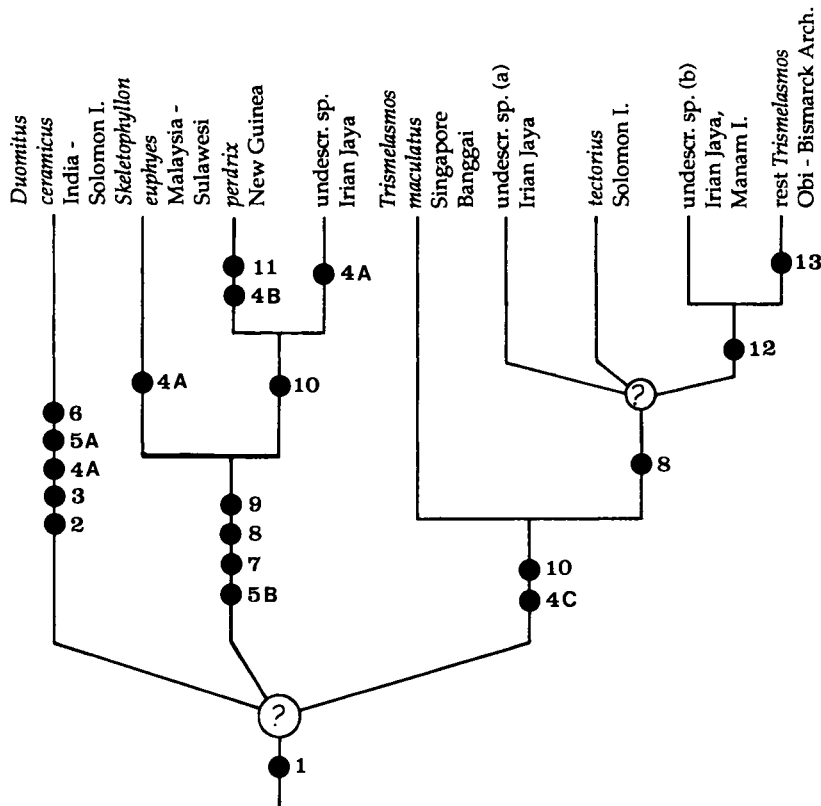 Duomitus
ceramicus
India -
Solomon I.
Skeletophyllon
euphyes
Malaysia -
Sulawesi
perdrix
New Guinea
undescr. sp.
Irian Jaya
Trismelasmos
maculatus
Singapore
Banggai
undescr. sp. (a)
Irian Jaya
tectorius
Solomon I.
undescr. sp. (b)
Irian Jaya,
Manam I.
rest Trismelasmos
Obi - Bismarck Arch.
11
4B
4A
13
12
4A
10
6
5A
4A
3
2
8
9
8
7
5B
10
4C
?
?
1